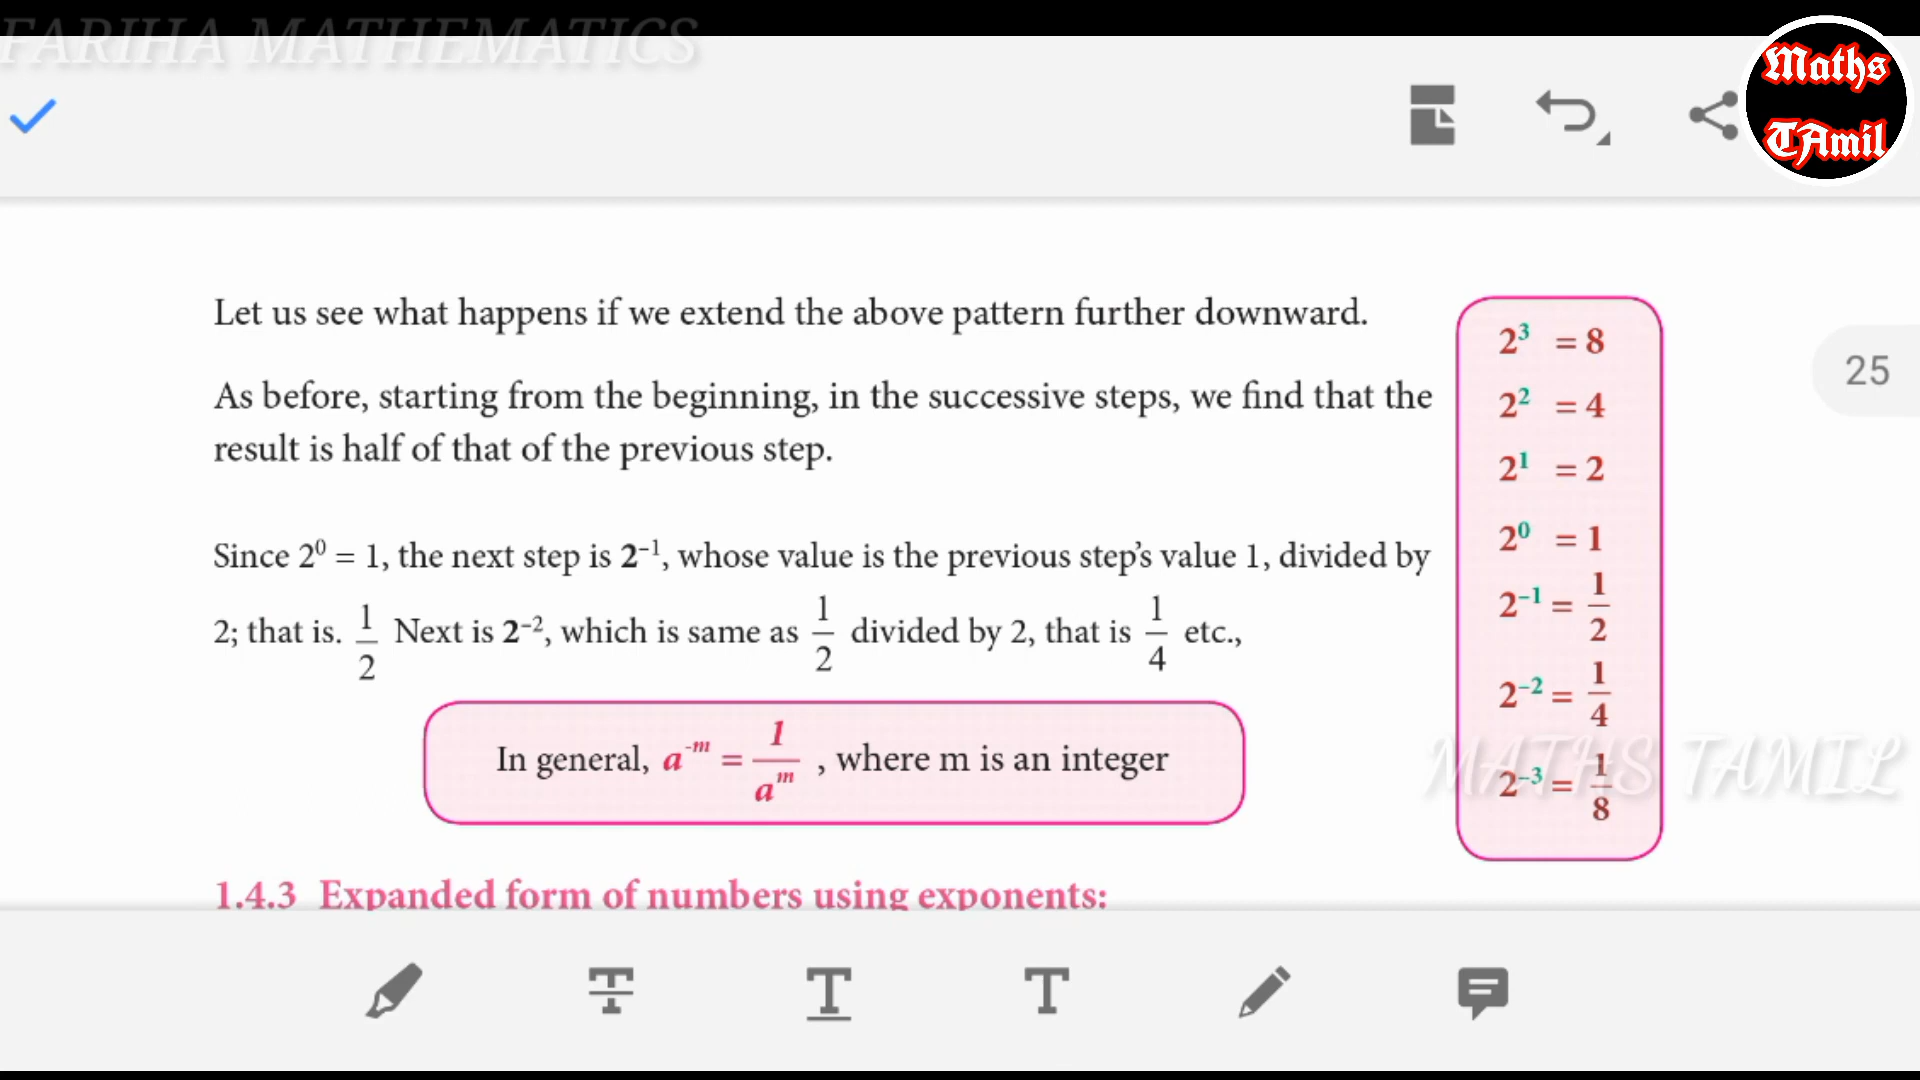 FARIHA MATHEMATICS
Maths
TAmil
Let us see what happens if we extend the above pattern further downward.
As before, starting from the beginning, in the successive steps, we find that the
result is half of that of the previous step.
Since 2⁰ = 1, the next step is 2⁻¹, whose value is the previous step's value 1, divided by
2; that is. 1/2 Next is 2⁻², which is same as 1/2 divided by 2, that is 1/4 etc.,
In general, a⁻ᵐ = 1/aᵐ , where m is an integer
2³ = 8
2² = 4
2¹ = 2
2⁰ = 1
2⁻¹ = 1/2
2⁻² = 1/4
2⁻³ = 1/8
25
MATHS TAMIL
1.4.3 Expanded form of numbers using exponents: